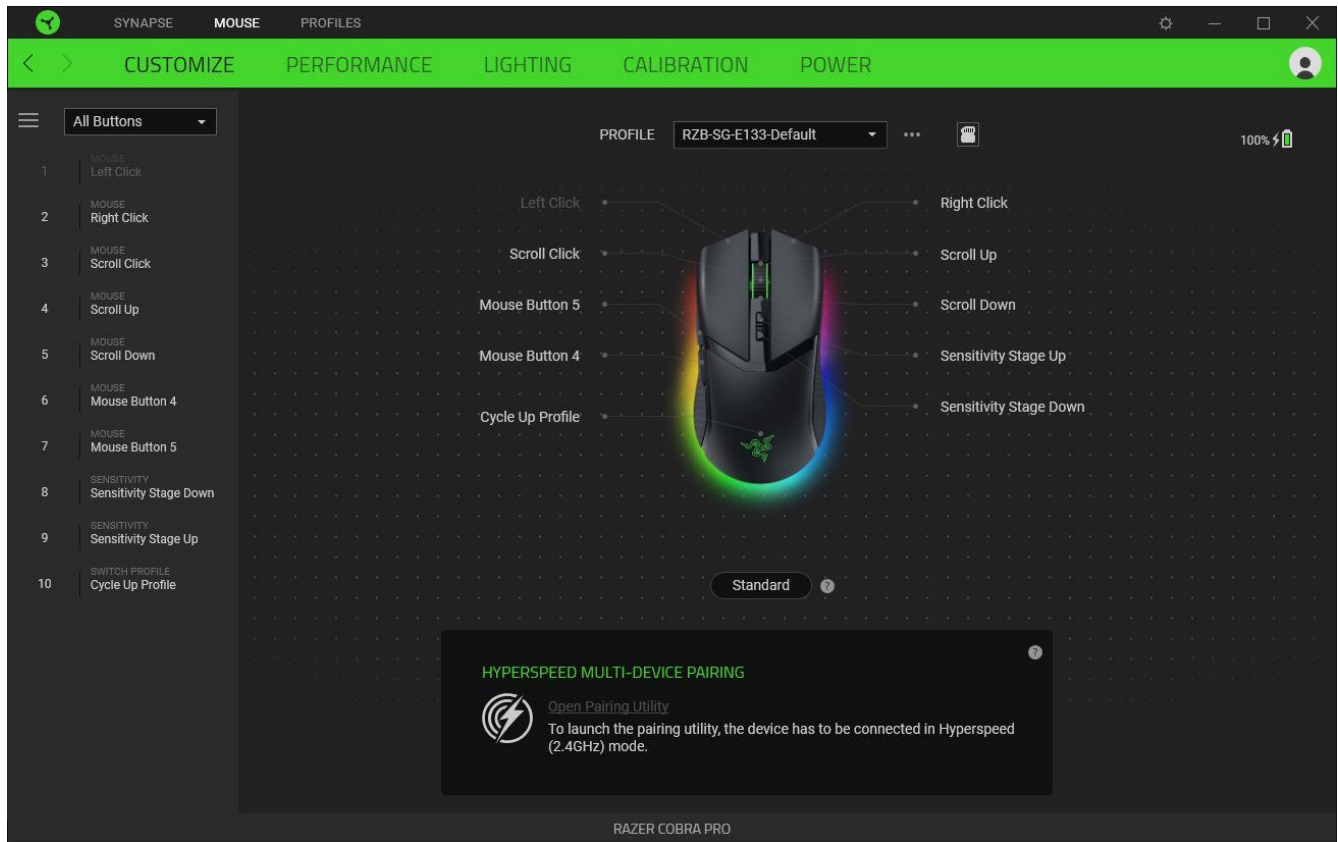 SYNAPSE MOUSE PROFILES
CUSTOMIZE PERFORMANCE LIGHTING CALIBRATION POWER
All Buttons
1 MOUSE
Left Click
2 MOUSE
Right Click
3 MOUSE
Scroll Click
4 MOUSE
Scroll Up
5 MOUSE
Scroll Down
6 MOUSE
Mouse Button 4
7 MOUSE
Mouse Button 5
8 SENSITIVITY
Sensitivity Stage Down
9 SENSITIVITY
Sensitivity Stage Up
10 SWITCH PROFILE
Cycle Up Profile
PROFILE RZB-SG-E133-Default
100%
Left Click
Scroll Click
Mouse Button 5
Mouse Button 4
Cycle Up Profile
Right Click
Scroll Up
Scroll Down
Sensitivity Stage Up
Sensitivity Stage Down
Standard ?
HYPERSPEED MULTI-DEVICE PAIRING ?
Open Pairing Utility
To launch the pairing utility, the device has to be connected in Hyperspeed
(2.4GHz) mode.
RAZER COBRA PRO